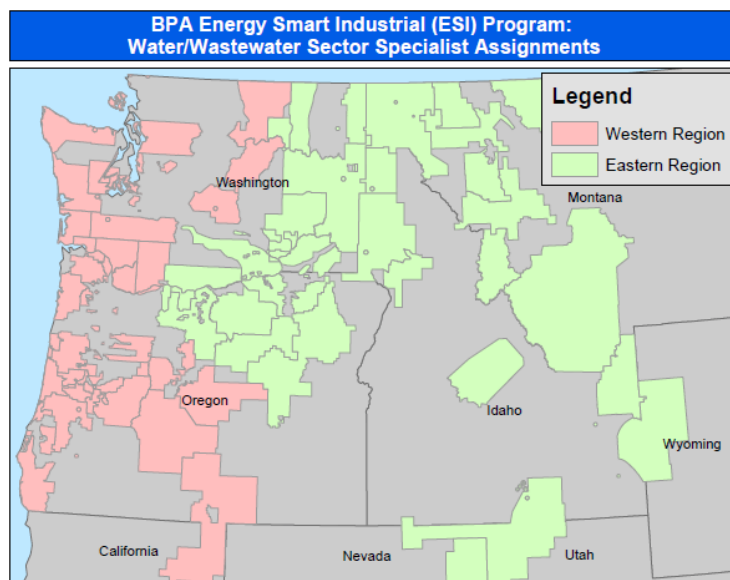 BPA Energy Smart Industrial (ESI) Program:
Water/Wastewater Sector Specialist Assignments
Legend
Western Region
Eastern Region
Washington
Montana
Oregon
Idaho
Wyoming
California
Nevada
Utah